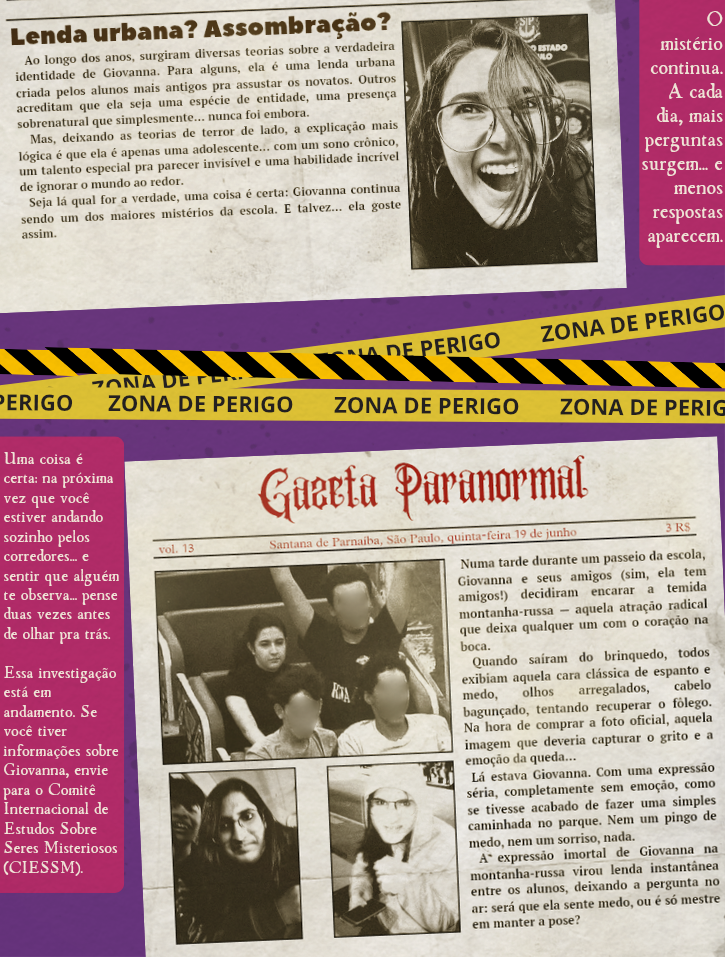 Lenda urbana? Assombração?
Ao longo dos anos, surgiram diversas teorias sobre a verdadeira
identidade de Giovanna. Para alguns, ela é uma lenda urbana
criada pelos alunos mais antigos pra assustar os novatos. Outros
acreditam que ela seja uma espécie de entidade, uma presença
sobrenatural que simplesmente... nunca foi embora.
Mas, deixando as teorias de terror de lado, a explicação mais
lógica é que ela é apenas uma adolescente... com um sono crônico,
um talento especial pra parecer invisível e uma habilidade incrível
de ignorar o mundo ao redor.
Seja lá qual for a verdade, uma coisa é certa: Giovanna continua
sendo um dos maiores mistérios da escola. E talvez... ela goste
assim.
DO ESTADO
O
mistério
continua.
A cada
dia, mais
perguntas
surgem... e
menos
respostas
aparecem.
ZONA DE PERIGO
ZONA DE PERIGO
PERIGO ZONA DE PERIGO ZONA DE PERIGO ZONA DE PERIG
Uma coisa é
certa: na próxima
vez que você
estiver andando
sozinho pelos
corredores... e
sentir que alguém
te observa... pense
duas vezes antes
de olhar pra trás.
Essa investigação
está em
andamento. Se
você tiver
informações sobre
Giovanna, envie
para o Comitê
Internacional de
Estudos Sobre
Seres Misteriosos
(CIESSM).
Gazeta Paranormal
vol. 13 Santana de Parnaíba, São Paulo, quinta-feira 19 de junho 3 R$
Numa tarde durante um passeio da escola,
Giovanna e seus amigos (sim, ela tem
amigos!) decidiram encarar a temida
montanha-russa — aquela atração radical
que deixa qualquer um com o coração na
boca.
Quando saíram do brinquedo, todos
exibiam aquela cara clássica de espanto e
medo, olhos arregalados, cabelo
bagunçado, tentando recuperar o fôlego.
Na hora de comprar a foto oficial, aquela
imagem que deveria capturar o grito e a
emoção da queda...
Lá estava Giovanna. Com uma expressão
séria, completamente sem emoção, como
se tivesse acabado de fazer uma simples
caminhada no parque. Nem um pingo de
medo, nem um sorriso, nada.
A expressão imortal de Giovanna na
montanha-russa virou lenda instantânea
entre os alunos, deixando a pergunta no
ar: será que ela sente medo, ou é só mestre
em manter a pose?